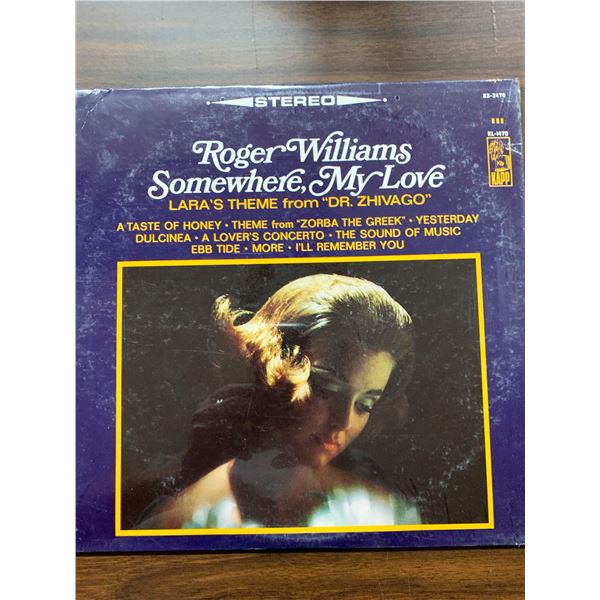 STEREO
KS-3470
KL-1470
KAPP
Roger Williams
Somewhere, My Love
LARA'S THEME from "DR. ZHIVAGO"
A TASTE OF HONEY • THEME from "ZORBA THE GREEK" • YESTERDAY
DULCINEA • A LOVER'S CONCERTO • THE SOUND OF MUSIC
EBB TIDE • MORE • I'LL REMEMBER YOU